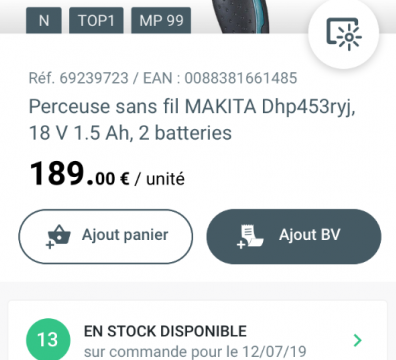 N TOP1 MP 99
Réf. 69239723 / EAN : 0088381661485
Perceuse sans fil MAKITA Dhp453ryj,
18 V 1.5 Ah, 2 batteries
189.00 € / unité
Ajout panier Ajout BV
13 EN STOCK DISPONIBLE
sur commande pour le 12/07/19